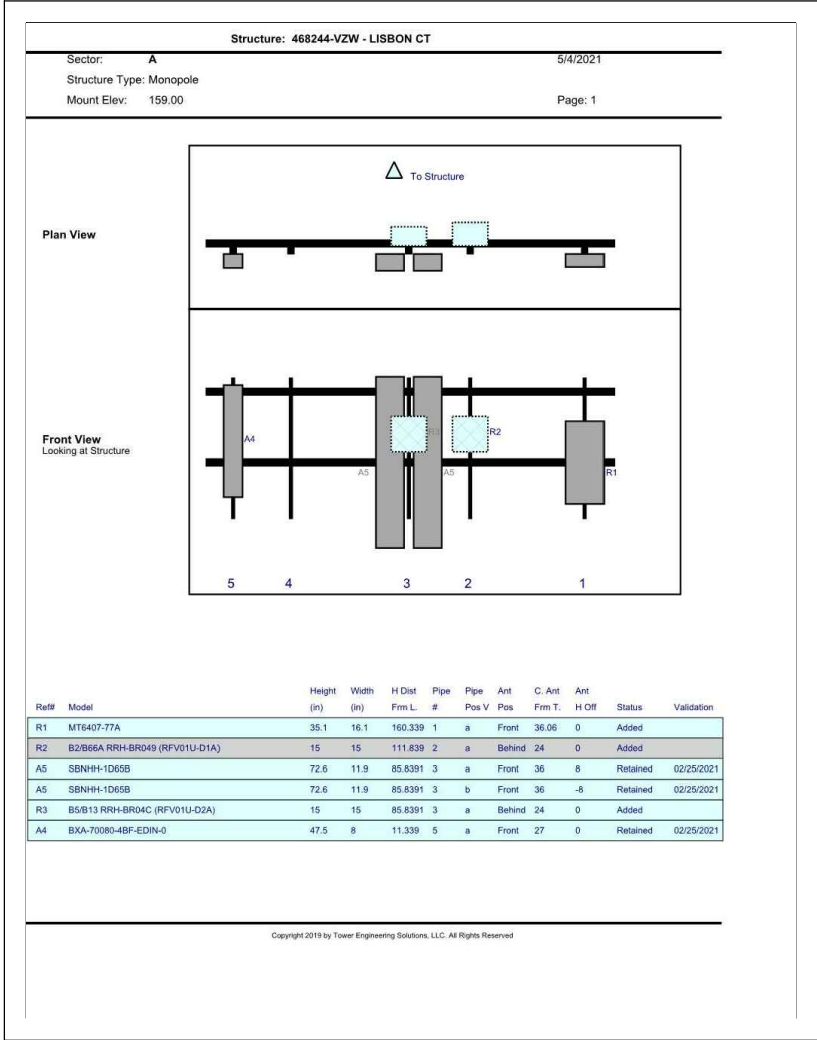 Structure: 468244-VZW - LISBON CT
Sector: A 5/4/2021
Structure Type: Monopole
Mount Elev: 159.00 Page: 1
To Structure
Plan View
Front View
Looking at Structure
A4
R3
R2
A5
A5
R1
5 4 3 2 1
Height Width H Dist Pipe Pipe Ant C. Ant Ant
Ref# Model (in) (in) Frm L. # Pos V Pos Frm T. H Off Status Validation
R1 MT6407-77A 35.1 16.1 160.339 1 a Front 36.06 0 Added
R2 B2/B66A RRH-BR049 (RFV01U-D1A) 15 15 111.839 2 a Behind 24 0 Added
A5 SBNHH-1D65B 72.6 11.9 85.8391 3 a Front 36 8 Retained 02/25/2021
A5 SBNHH-1D65B 72.6 11.9 85.8391 3 b Front 36 -8 Retained 02/25/2021
R3 B5/B13 RRH-BR04C (RFV01U-D2A) 15 15 85.8391 3 a Behind 24 0 Added
A4 BXA-70080-4BF-EDIN-0 47.5 8 11.339 5 a Front 27 0 Retained 02/25/2021
Copyright 2019 by Tower Engineering Solutions, LLC. All Rights Reserved